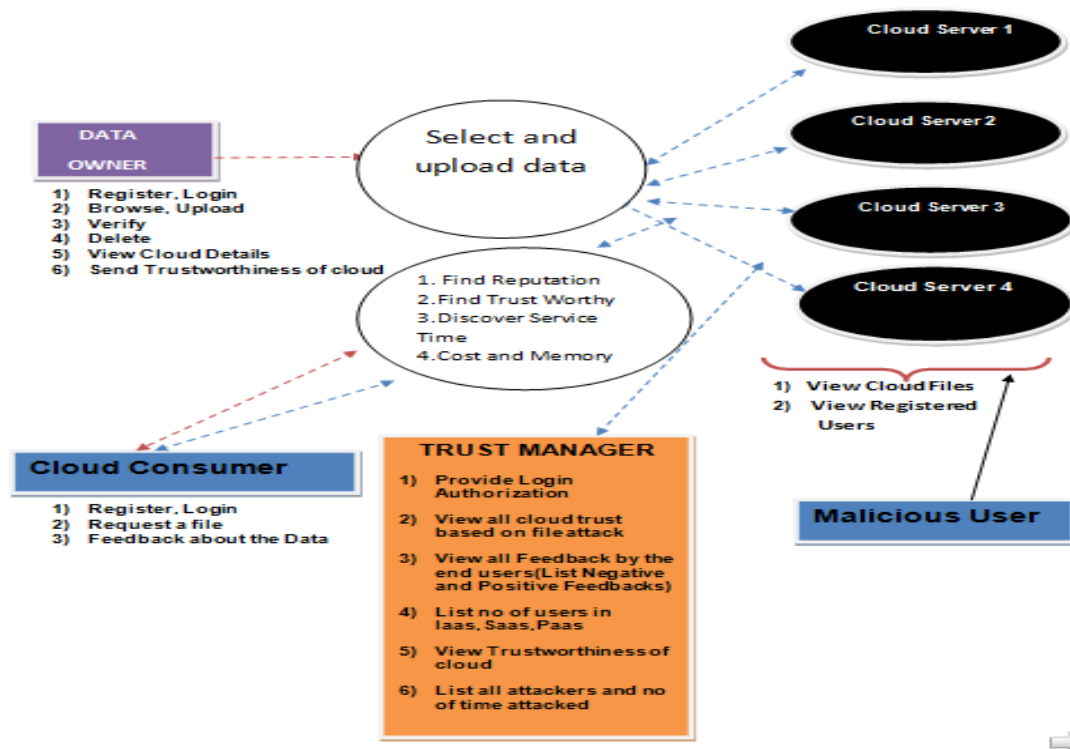 Cloud Server 1
Cloud Server 2
Cloud Server 3
Cloud Server 4
DATA
OWNER
1) Register, Login
2) Browse, Upload
3) Verify
4) Delete
5) View Cloud Details
6) Send Trustworthiness of cloud
Select and
upload data
1. Find Reputation
2.Find Trust Worthy
3.Discover Service
Time
4.Cost and Memory
1) View Cloud Files
2) View Registered
Users
Cloud Consumer
1) Register, Login
2) Request a file
3) Feedback about the Data
TRUST MANAGER
1) Provide Login
Authorization
2) View all cloud trust
based on file attack
3) View all Feedback by the
end users(List Negative
and Positive Feedbacks)
4) List no of users in
Iaas, Saas, Paas
5) View Trustworthiness of
cloud
6) List all attackers and no
of time attacked
Malicious User